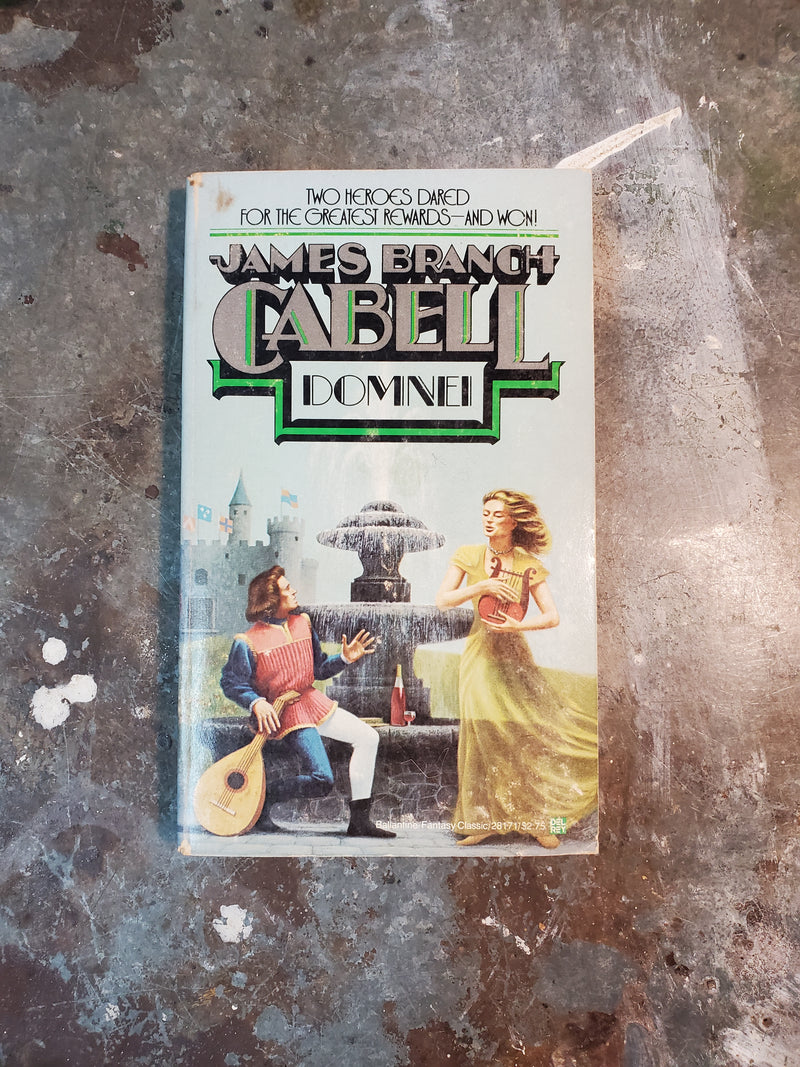 TWO HEROES DARED
FOR THE GREATEST REWARDS—AND WON!
JAMES BRANCH
CABELL
DOMNEI
Ballantine/Fantasy Classic/28171/$2.75
DEL
REY